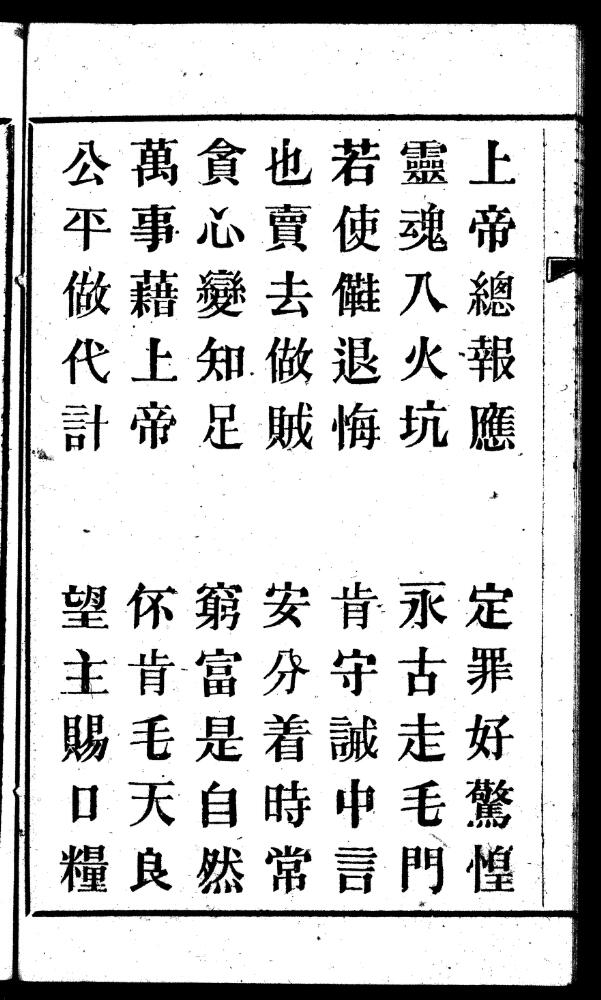 上帝總報應　定罪好驚惶
靈魂入火坑　永古走毛門
若使㑚退悔　肯守誡中言
也賣去做賊　安分着時常
貪心變知足　窮富是自然
萬事藉上帝　伓肯毛天良
公平做代計　望主賜口糧